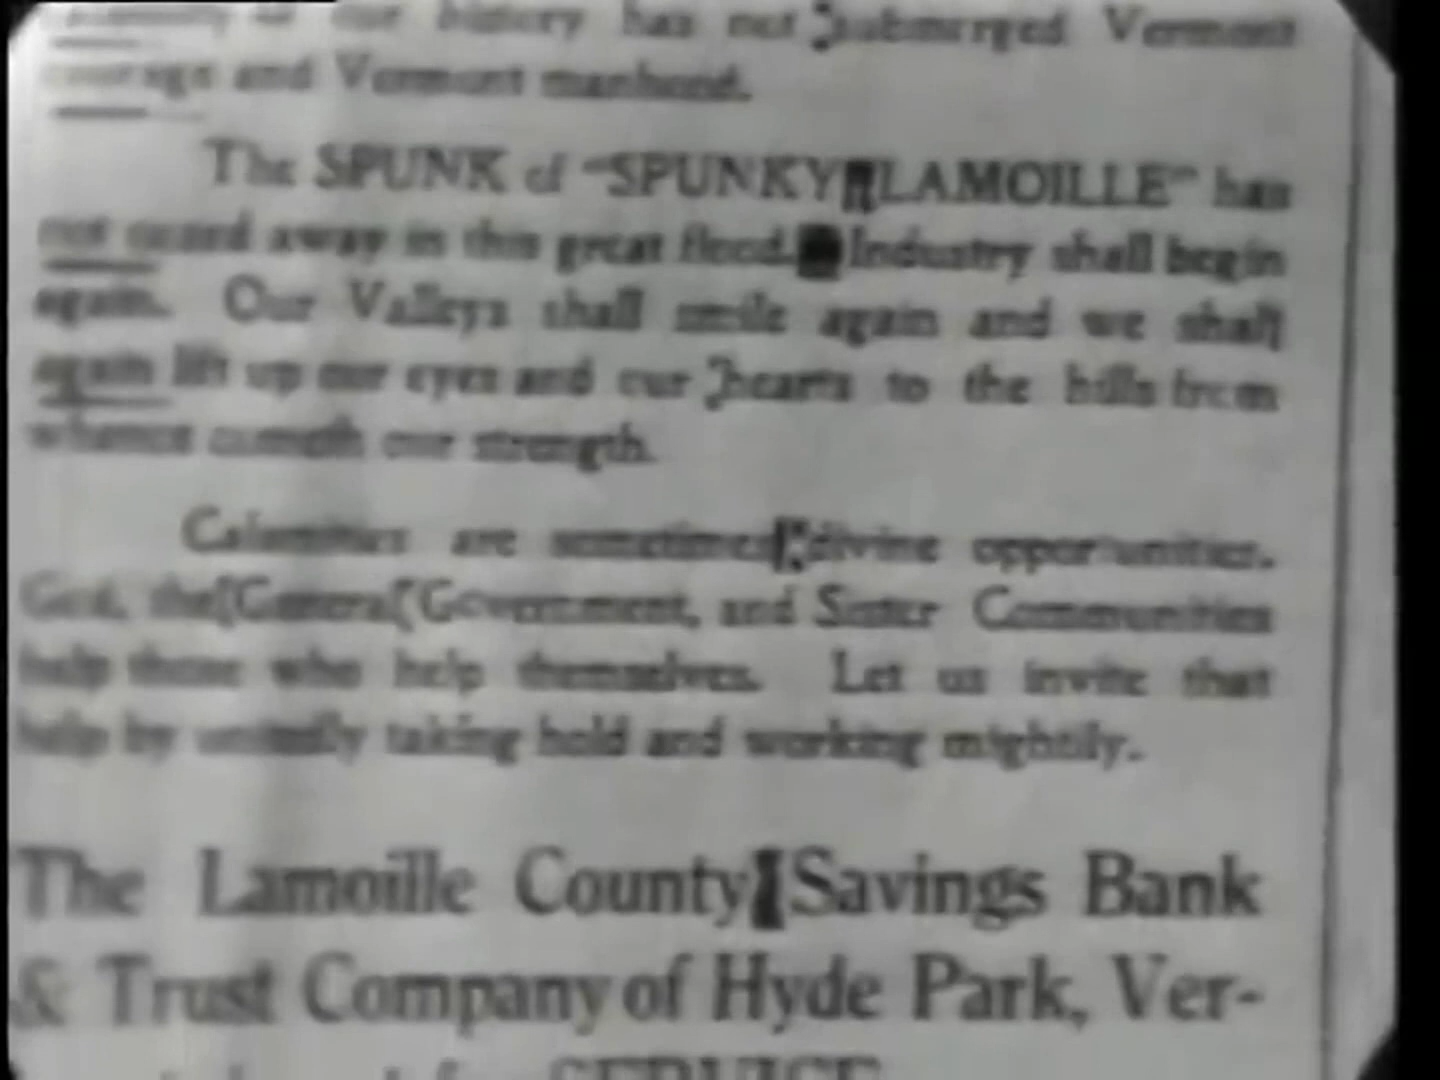 our history has not submerged Vermont
courage and Vermont manhood.
The SPUNK of "SPUNKY LAMOILLE" has
not oozed away in this great flood. Industry shall begin
again. Our Valleys shall smile again and we shall
again lift up our eyes and our hearts to the hills from
whence cometh our strength.
Calamities are sometimes divine opportunities.
God, the General Government, and Sister Communities
help those who help themselves. Let us invite that
help by unitedly taking hold and working mightily.
The Lamoille County Savings Bank
& Trust Company of Hyde Park, Ver-
SERVICE